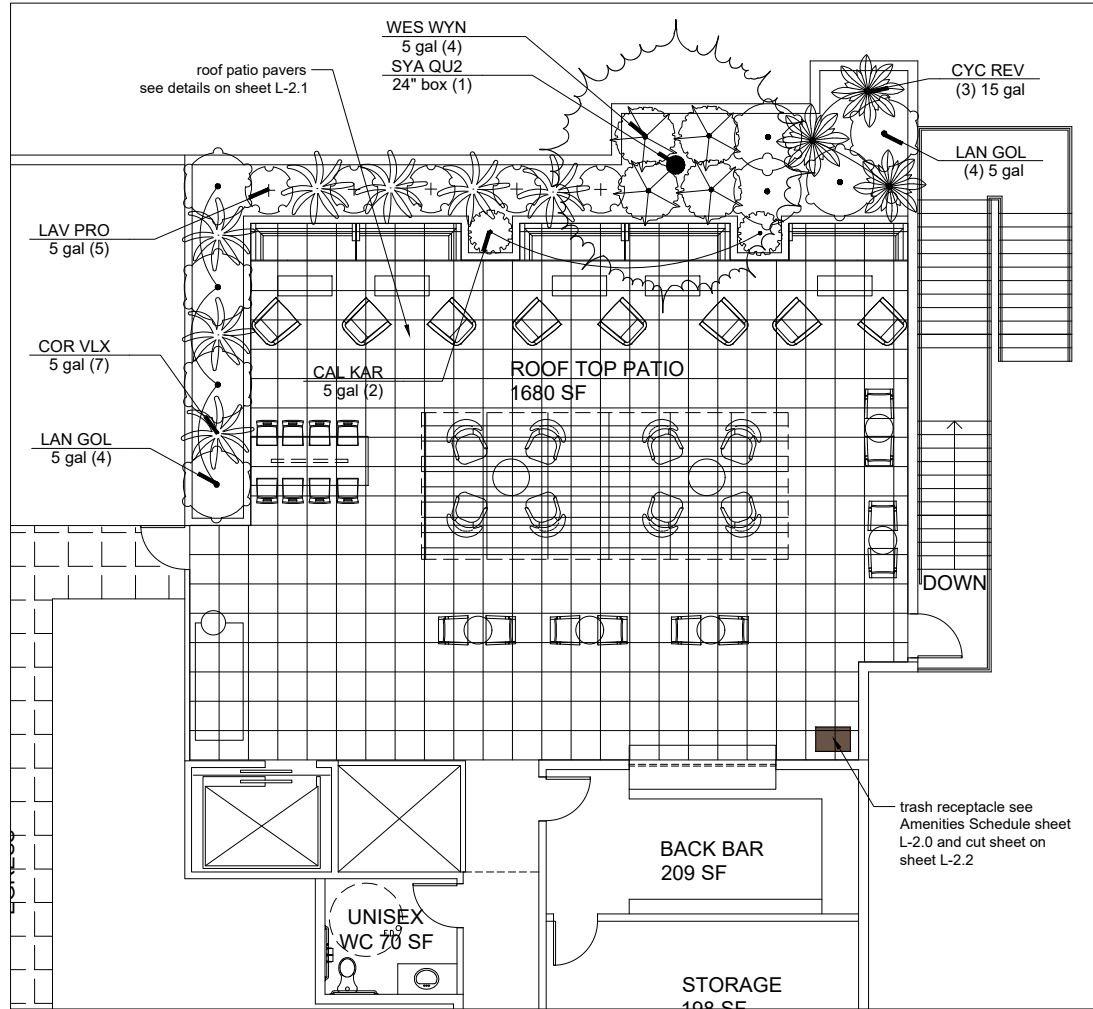 WES WYN
5 gal (4)
SYA QU2
24" box (1)
roof patio pavers
see details on sheet L-2.1
CYC REV
(3) 15 gal
LAN GOL
(4) 5 gal
LAV PRO
5 gal (5)
COR VLX
5 gal (7)
CAL KAR
5 gal (2)
ROOF TOP PATIO
1680 SF
LAN GOL
5 gal (4)
DOWN
trash receptacle see
Amenities Schedule sheet
L-2.0 and cut sheet on
sheet L-2.2
BACK BAR
209 SF
UNISEX
WC 70 SF
STORAGE
198 SF